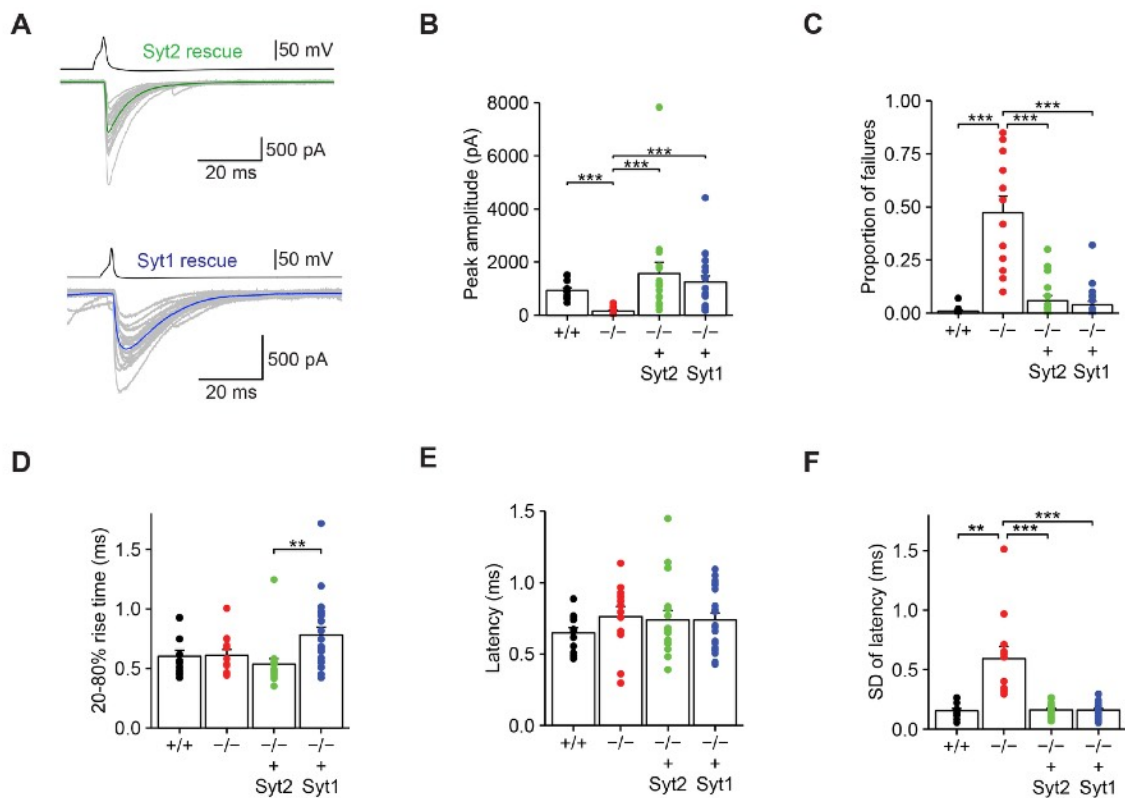 A
Syt2 rescue
50 mV
500 pA
20 ms
Syt1 rescue
50 mV
500 pA
20 ms
B
Peak amplitude (pA)
8000
6000
4000
2000
0
***
***
***
+/+
−/−
−/−
+
Syt2
−/−
+
Syt1
C
Proportion of failures
1.00
0.75
0.50
0.25
0.00
***
***
***
+/+
−/−
−/−
+
Syt2
−/−
+
Syt1
D
20-80% rise time (ms)
1.5
1.0
0.5
0.0
**
+/+
−/−
−/−
+
Syt2
−/−
+
Syt1
E
Latency (ms)
1.5
1.0
0.5
0.0
+/+
−/−
−/−
+
Syt2
−/−
+
Syt1
F
SD of latency (ms)
1.5
1.0
0.5
0.0
**
***
***
+/+
−/−
−/−
+
Syt2
−/−
+
Syt1